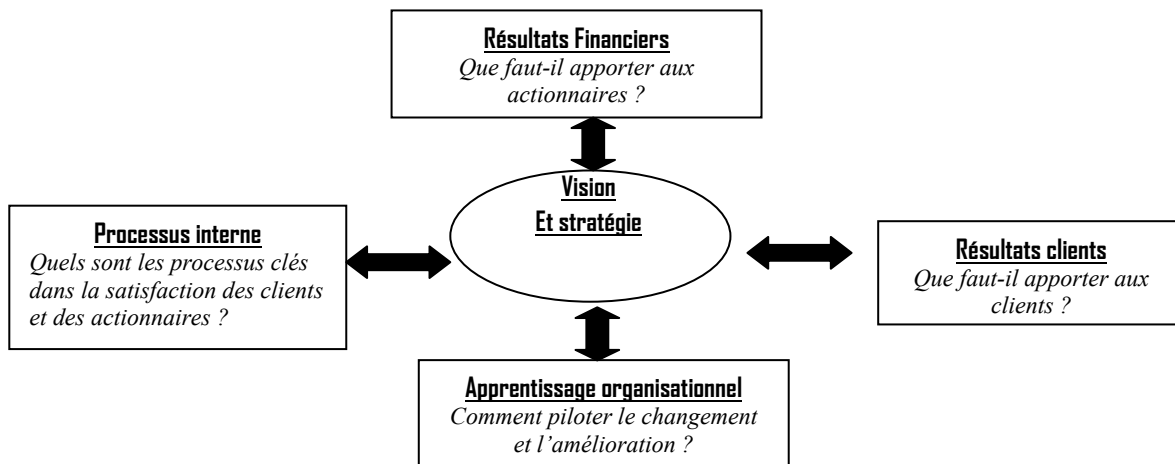 Résultats Financiers
Que faut-il apporter aux
actionnaires ?
Vision
Et stratégie
Processus interne
Quels sont les processus clés
dans la satisfaction des clients
et des actionnaires ?
Résultats clients
Que faut-il apporter aux
clients ?
Apprentissage organisationnel
Comment piloter le changement
et l’amélioration ?